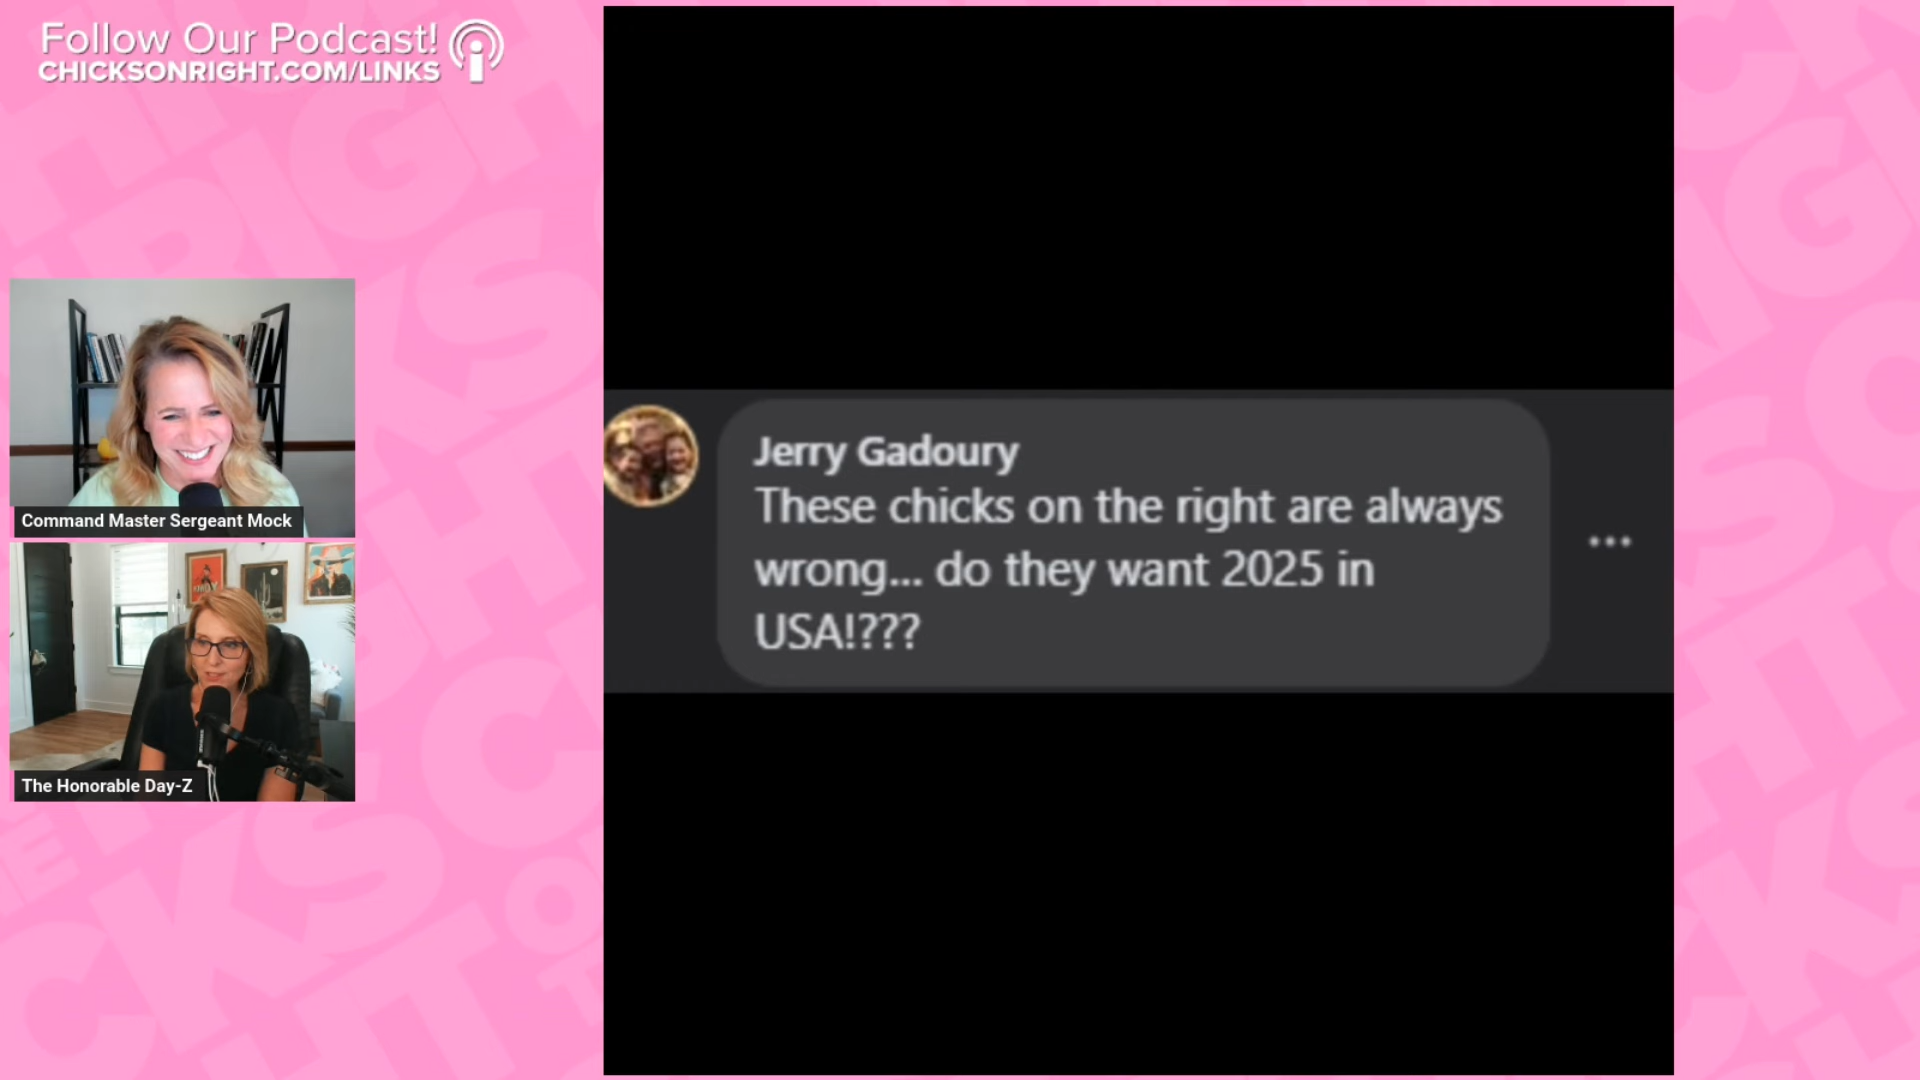 Follow Our Podcast!
CHICKSONRIGHT.COM/LINKS
Command Master Sergeant Mock
The Honorable Day-Z
Jerry Gadoury
These chicks on the right are always
wrong... do they want 2025 in
USA!???